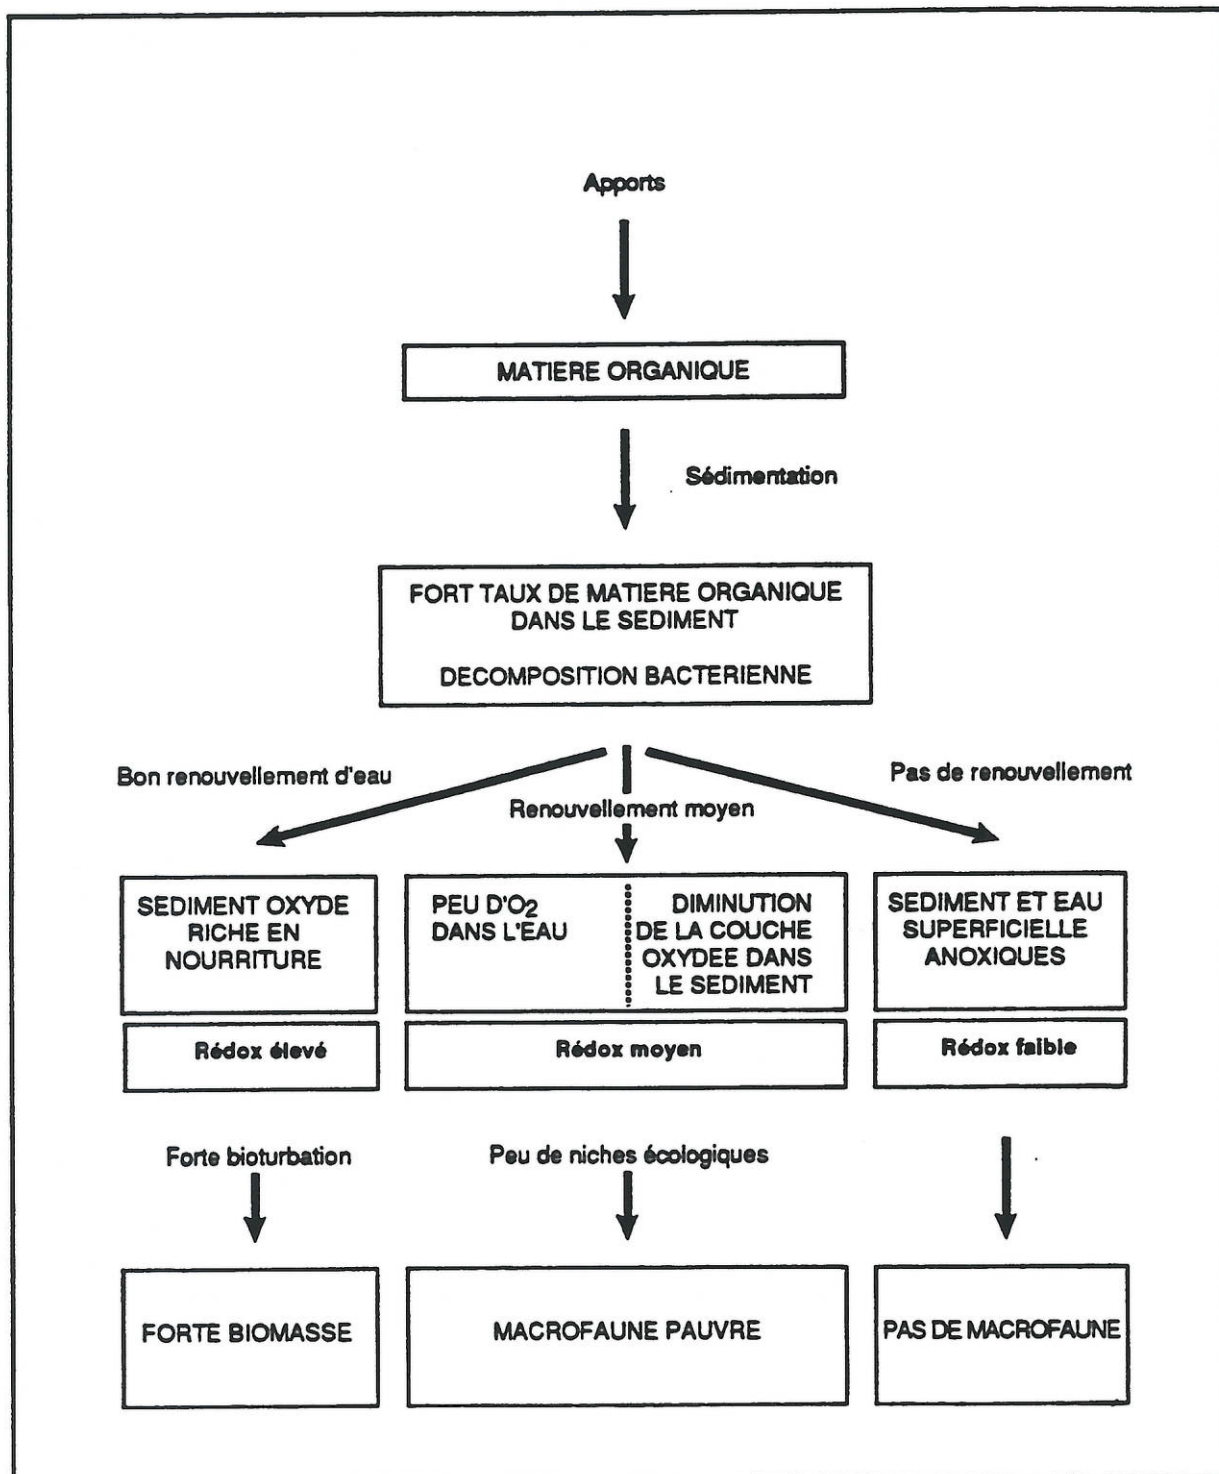 Apports
MATIERE ORGANIQUE
Sédimentation
FORT TAUX DE MATIERE ORGANIQUE
DANS LE SEDIMENT
DECOMPOSITION BACTERIENNE
Bon renouvellement d'eau
Renouvellement moyen
Pas de renouvellement
SEDIMENT OXYDE
RICHE EN
NOURRITURE
PEU D'O₂
DANS L'EAU
DIMINUTION
DE LA COUCHE
OXYDEE DANS
LE SEDIMENT
SEDIMENT ET EAU
SUPERFICIELLE
ANOXIQUES
Rédox élevé
Rédox moyen
Rédox faible
Forte bioturbation
Peu de niches écologiques
FORTE BIOMASSE
MACROFAUNE PAUVRE
PAS DE MACROFAUNE